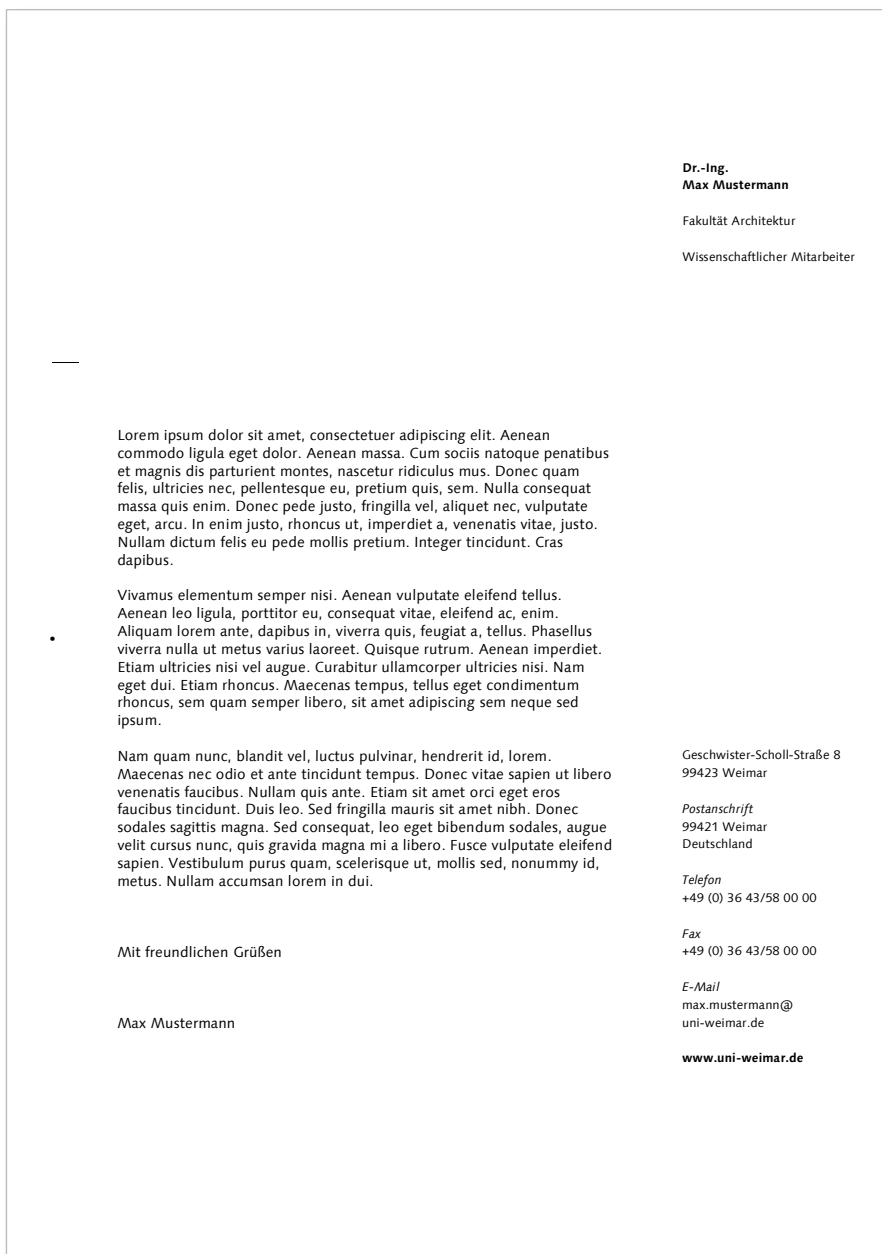 Dr.-Ing.
Max Mustermann
Fakultät Architektur
Wissenschaftlicher Mitarbeiter
Lorem ipsum dolor sit amet, consectetuer adipiscing elit. Aenean
commodo ligula eget dolor. Aenean massa. Cum sociis natoque penatibus
et magnis dis parturient montes, nascetur ridiculus mus. Donec quam
felis, ultricies nec, pellentesque eu, pretium quis, sem. Nulla consequat
massa quis enim. Donec pede justo, fringilla vel, aliquet nec, vulputate
eget, arcu. In enim justo, rhoncus ut, imperdiet a, venenatis vitae, justo.
Nullam dictum felis eu pede mollis pretium. Integer tincidunt. Cras
dapibus.
Vivamus elementum semper nisi. Aenean vulputate eleifend tellus.
Aenean leo ligula, porttitor eu, consequat vitae, eleifend ac, enim.
Aliquam lorem ante, dapibus in, viverra quis, feugiat a, tellus. Phasellus
viverra nulla ut metus varius laoreet. Quisque rutrum. Aenean imperdiet.
Etiam ultricies nisi vel augue. Curabitur ullamcorper ultricies nisi. Nam
eget dui. Etiam rhoncus. Maecenas tempus, tellus eget condimentum
rhoncus, sem quam semper libero, sit amet adipiscing sem neque sed
ipsum.
Nam quam nunc, blandit vel, luctus pulvinar, hendrerit id, lorem.
Maecenas nec odio et ante tincidunt tempus. Donec vitae sapien ut libero
venenatis faucibus. Nullam quis ante. Etiam sit amet orci eget eros
faucibus tincidunt. Duis leo. Sed fringilla mauris sit amet nibh. Donec
sodales sagittis magna. Sed consequat, leo eget bibendum sodales, augue
velit cursus nunc, quis gravida magna mi a libero. Fusce vulputate eleifend
sapien. Vestibulum purus quam, scelerisque ut, mollis sed, nonummy id,
metus. Nullam accumsan lorem in dui.
Mit freundlichen Grüßen
Max Mustermann
Geschwister-Scholl-Straße 8
99423 Weimar
Postanschrift
99421 Weimar
Deutschland
Telefon
+49 (0) 36 43/58 00 00
Fax
+49 (0) 36 43/58 00 00
E-Mail
max.mustermann@
uni-weimar.de
www.uni-weimar.de